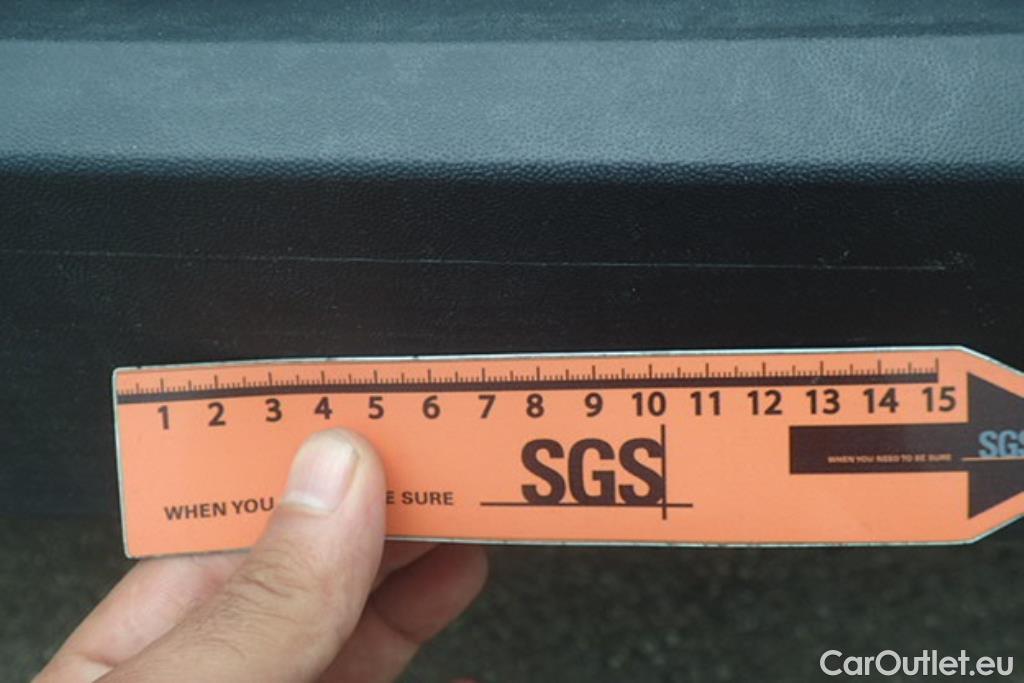 1 2 3 4 5 6 7 8 9 10 11 12 13 14 15
SGS
WHEN YOU E SURE
WHEN YOU NEED TO BE SURE
SGS
CarOutlet.eu